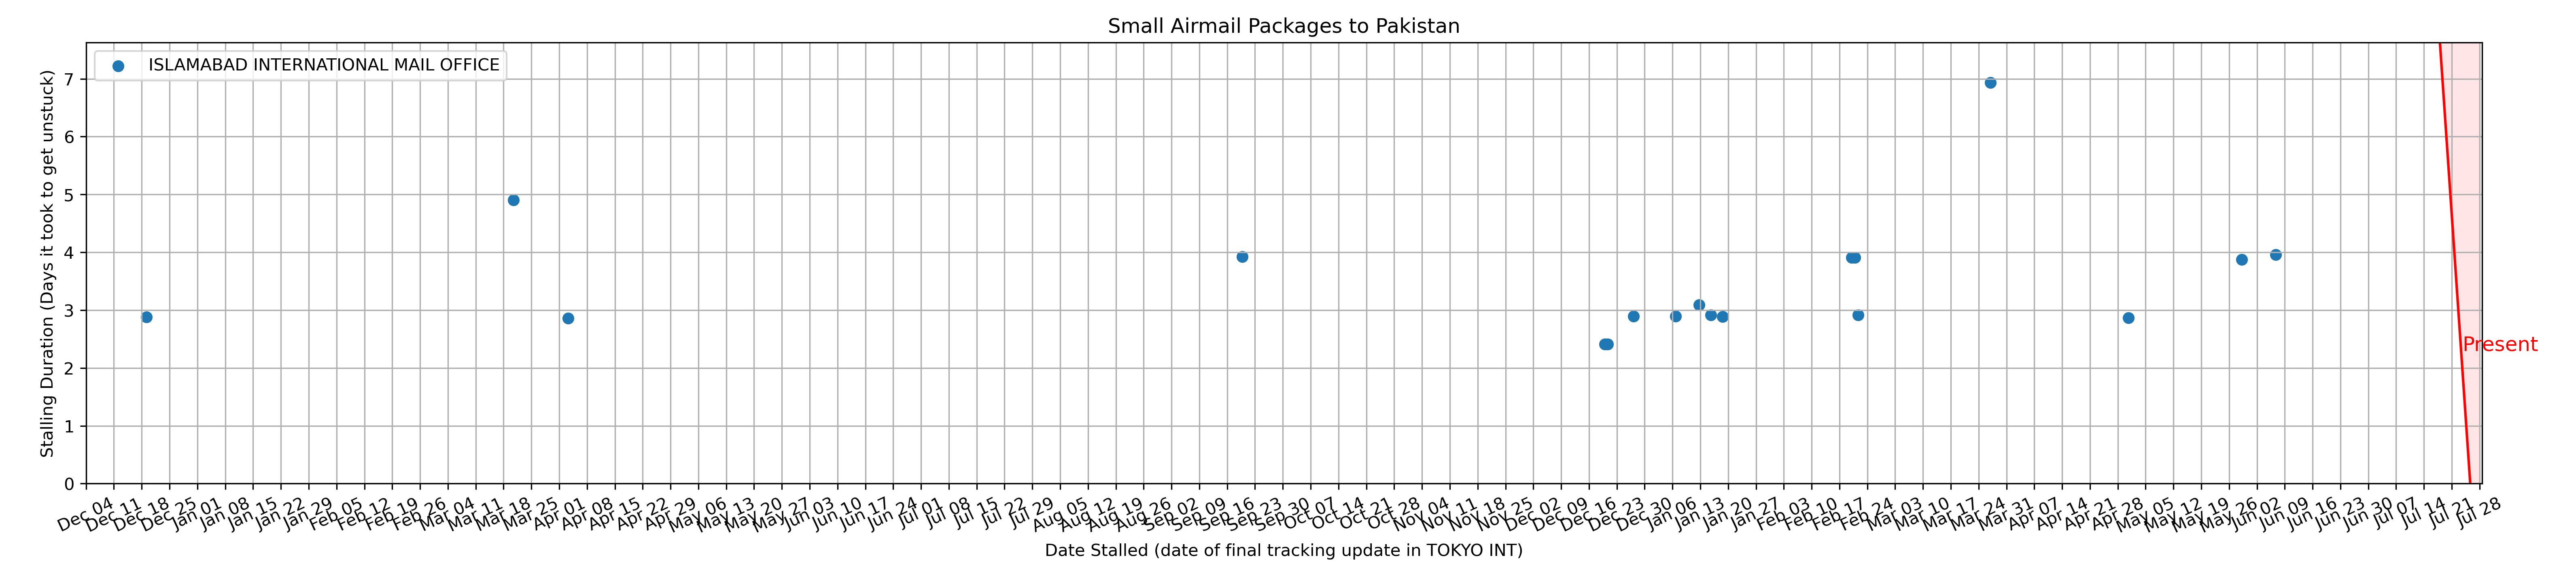 Small Airmail Packages to Pakistan
ISLAMABAD INTERNATIONAL MAIL OFFICE
Stalling Duration (Days it took to get unstuck)
7
6
5
4
3
2
1
0
Present
Dec 04 Dec 11 Dec 18 Dec 25 Jan 01 Jan 08 Jan 15 Jan 22 Jan 29 Feb 05 Feb 12 Feb 19 Feb 26 Mar 04 Mar 11 Mar 18 Mar 25 Apr 01 Apr 08 Apr 15 Apr 22 Apr 29 May 06 May 13 May 20 May 27 Jun 03 Jun 10 Jun 17 Jun 24 Jul 01 Jul 08 Jul 15 Jul 22 Jul 29 Aug 05 Aug 12 Aug 19 Aug 26 Sep 02 Sep 09 Sep 16 Sep 23 Sep 30 Oct 07 Oct 14 Oct 21 Oct 28 Nov 04 Nov 11 Nov 18 Nov 25 Dec 02 Dec 09 Dec 16 Dec 23 Dec 30 Jan 06 Jan 13 Jan 20 Jan 27 Feb 03 Feb 10 Feb 17 Feb 24 Mar 03 Mar 10 Mar 17 Mar 24 Mar 31 Apr 07 Apr 14 Apr 21 Apr 28 May 05 May 12 May 19 May 26 Jun 02 Jun 09 Jun 16 Jun 23 Jun 30 Jul 07 Jul 14 Jul 21 Jul 28
Date Stalled (date of final tracking update in TOKYO INT)